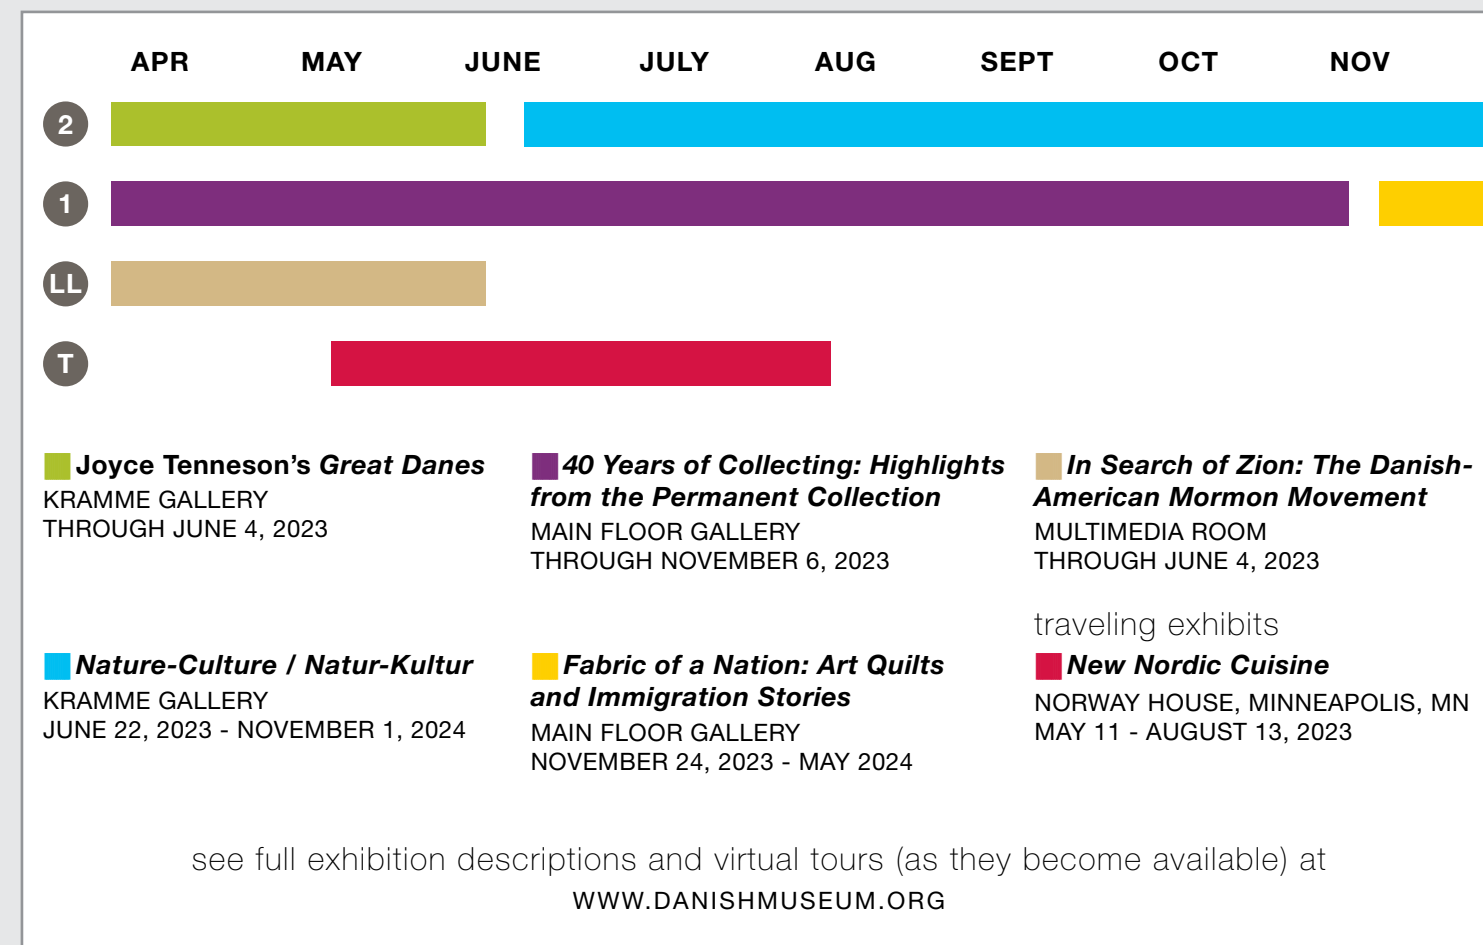 APR MAY JUNE JULY AUG SEPT OCT NOV
2
1
LL
T
Joyce Tenneson’s Great Danes
KRAMME GALLERY
THROUGH JUNE 4, 2023
40 Years of Collecting: Highlights
from the Permanent Collection
MAIN FLOOR GALLERY
THROUGH NOVEMBER 6, 2023
In Search of Zion: The Danish-
American Mormon Movement
MULTIMEDIA ROOM
THROUGH JUNE 4, 2023
Nature-Culture / Natur-Kultur
KRAMME GALLERY
JUNE 22, 2023 - NOVEMBER 1, 2024
Fabric of a Nation: Art Quilts
and Immigration Stories
MAIN FLOOR GALLERY
NOVEMBER 24, 2023 - MAY 2024
traveling exhibits
New Nordic Cuisine
NORWAY HOUSE, MINNEAPOLIS, MN
MAY 11 - AUGUST 13, 2023
see full exhibition descriptions and virtual tours (as they become available) at
WWW.DANISHMUSEUM.ORG